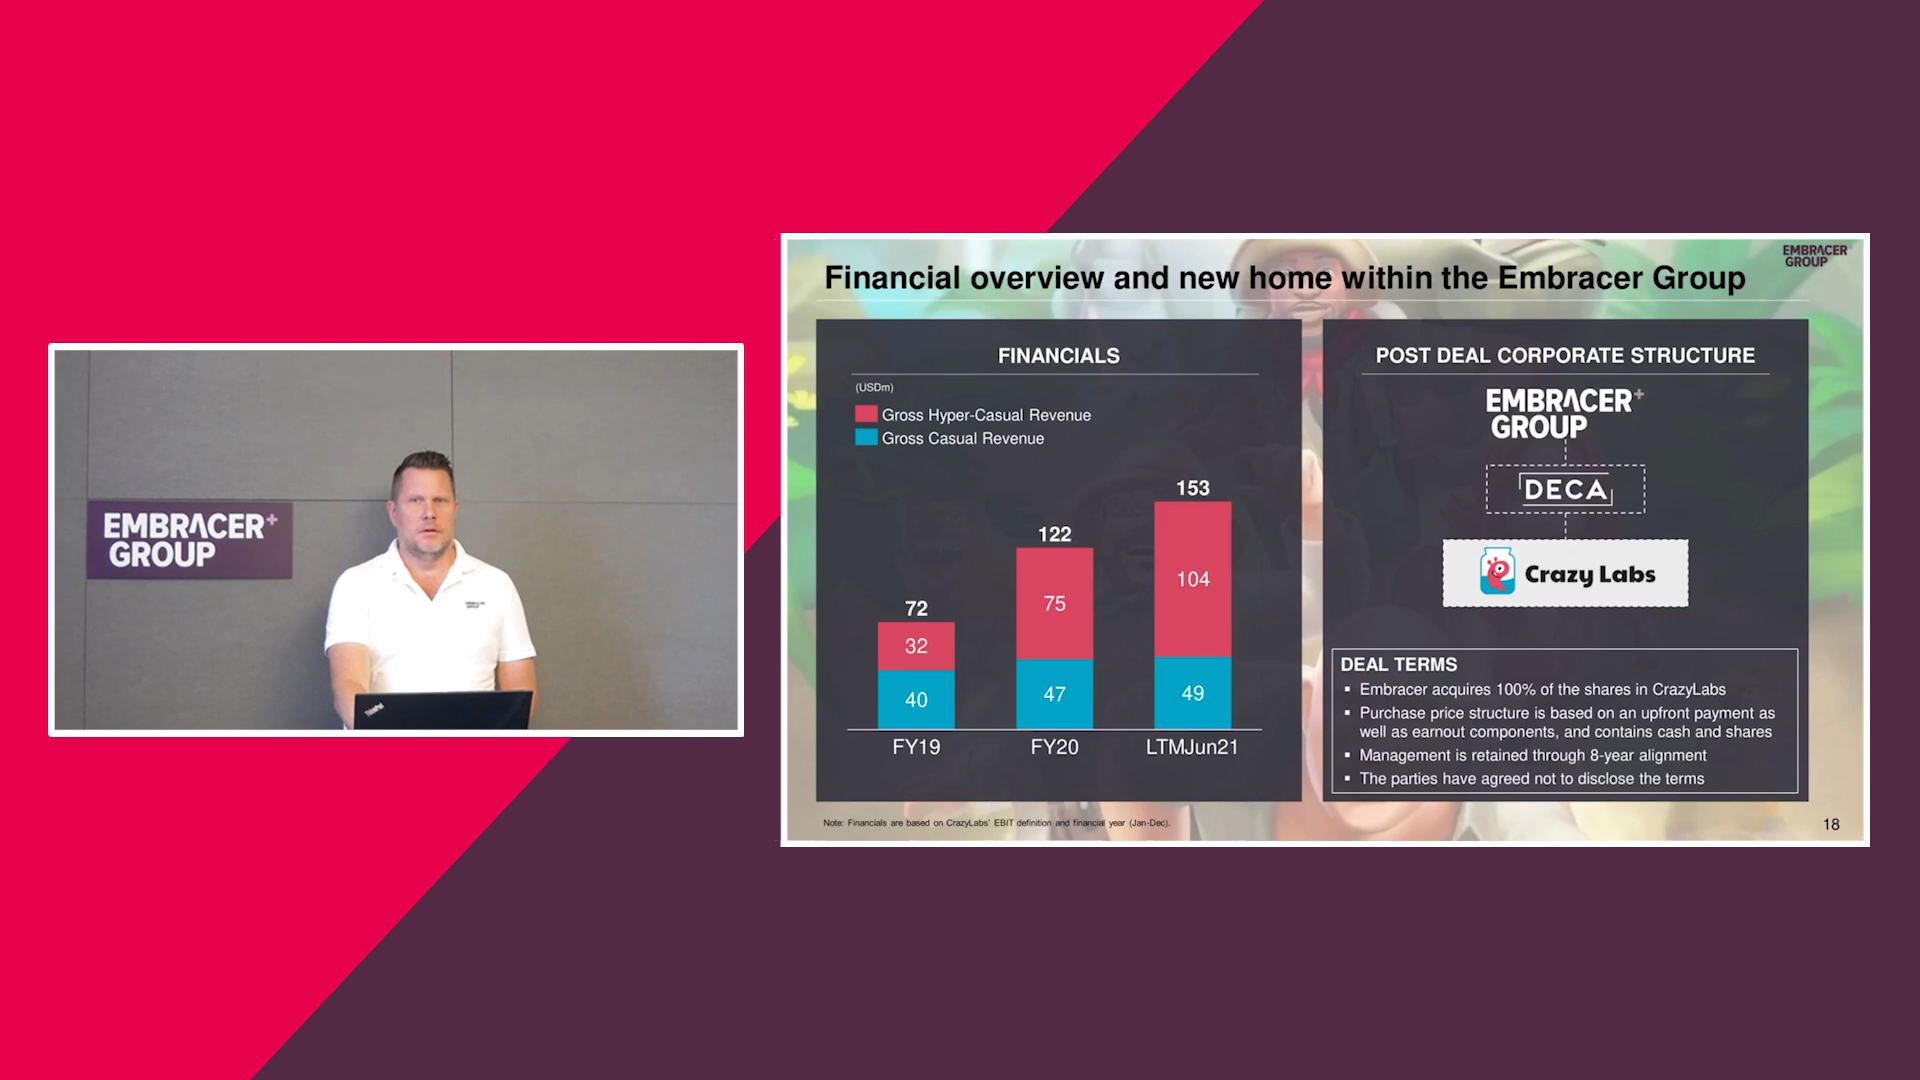 EMBRACER+
GROUP
ThinkPad
EMBRACER
GROUP
EMBRACER
GROUP
Financial overview and new home within the Embracer Group
FINANCIALS
(USDm)
Gross Hyper-Casual Revenue
Gross Casual Revenue
72
32
40
FY19
122
75
47
FY20
153
104
49
LTMJun21
POST DEAL CORPORATE STRUCTURE
EMBRACER+
GROUP
DECA
Crazy Labs
DEAL TERMS
▪ Embracer acquires 100% of the shares in CrazyLabs
▪ Purchase price structure is based on an upfront payment as
well as earnout components, and contains cash and shares
▪ Management is retained through 8-year alignment
▪ The parties have agreed not to disclose the terms
Note: Financials are based on CrazyLabs' EBIT definition and financial year (Jan-Dec).
18